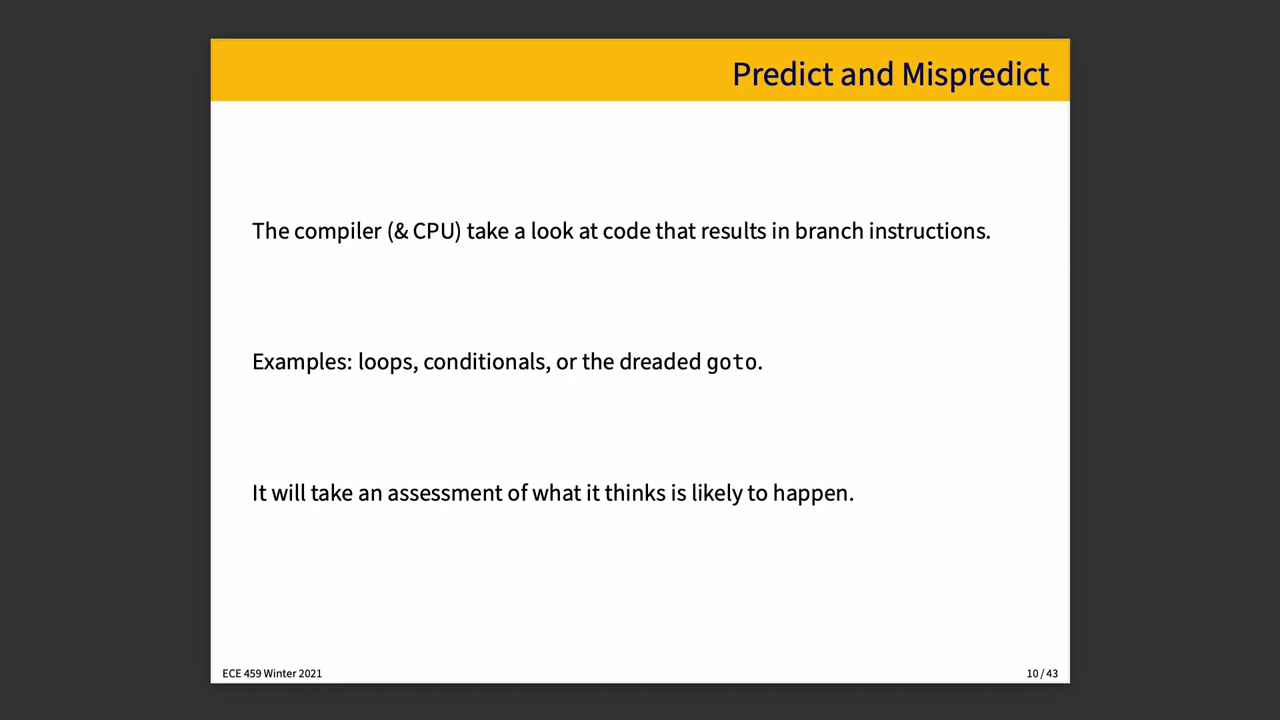 Predict and Mispredict
The compiler (& CPU) take a look at code that results in branch instructions.
Examples: loops, conditionals, or the dreaded goto.
It will take an assessment of what it thinks is likely to happen.
ECE 459 Winter 2021
10 / 43